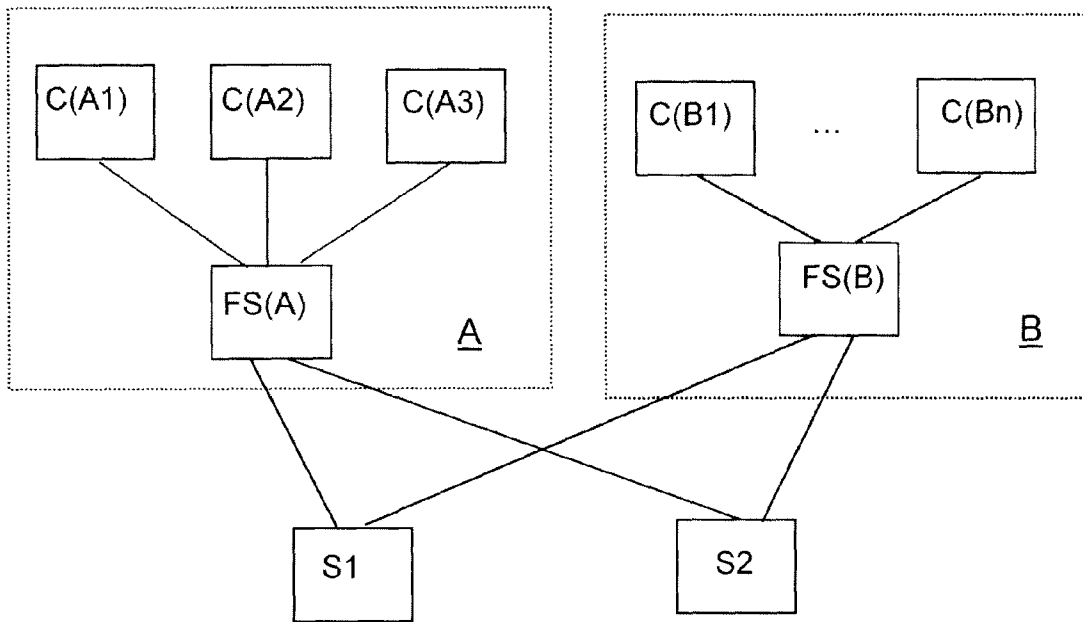 C(A1)
C(A2)
C(A3)
FS(A)
A
C(B1)
...
C(Bn)
FS(B)
B
S1
S2